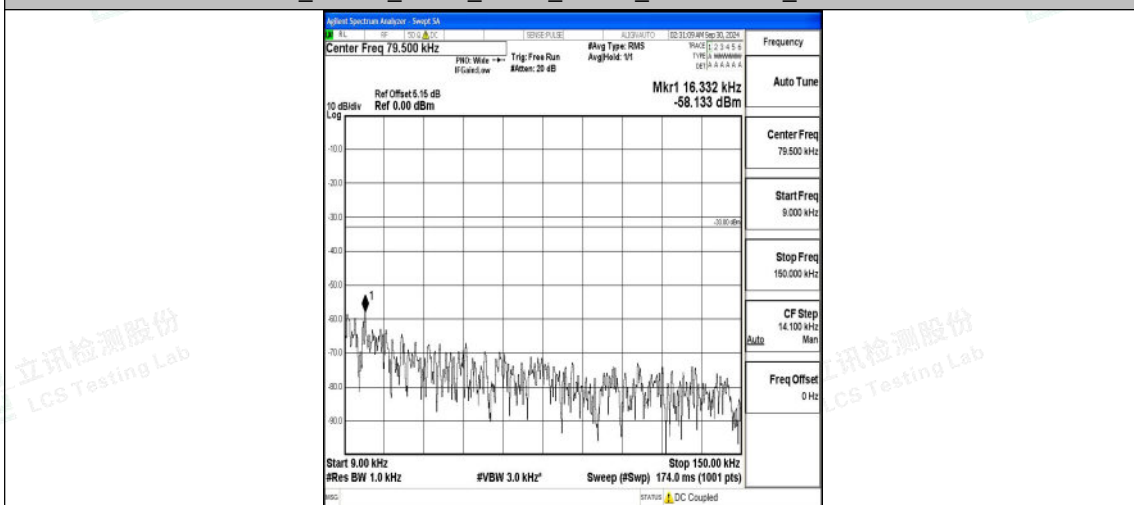 Agilent Spectrum Analyzer - Swept SA
RL RF 50 Ω DC SENSE:PULSE ALIGNAUTO 02:31:09 AM Sep 30, 2024
Center Freq 79.500 kHz
PNO: Wide
IFGain:Low
Trig: Free Run
#Atten: 20 dB
#Avg Type: RMS
Avg|Hold: 1/1
TRACE 1 2 3 4 5 6
TYPE
DET A A A A A A
Frequency
Auto Tune
Mkr1 16.332 kHz
-58.133 dBm
Ref Offset 6.15 dB
10 dB/div Ref 0.00 dBm
Log
Center Freq
79.500 kHz
-10.0
-20.0
Start Freq
9.000 kHz
-30.0
Stop Freq
150.000 kHz
-40.0
-50.0
1
CF Step
14.100 kHz
Auto Man
-60.0
-70.0
Freq Offset
0 Hz
-80.0
-90.0
Start 9.00 kHz Stop 150.00 kHz
#Res BW 1.0 kHz #VBW 3.0 kHz* Sweep (#Swp) 174.0 ms (1001 pts)
MSG STATUS DC Coupled
立讯检测股份
LCS Testing Lab
立讯检测股份
LCS Testing Lab